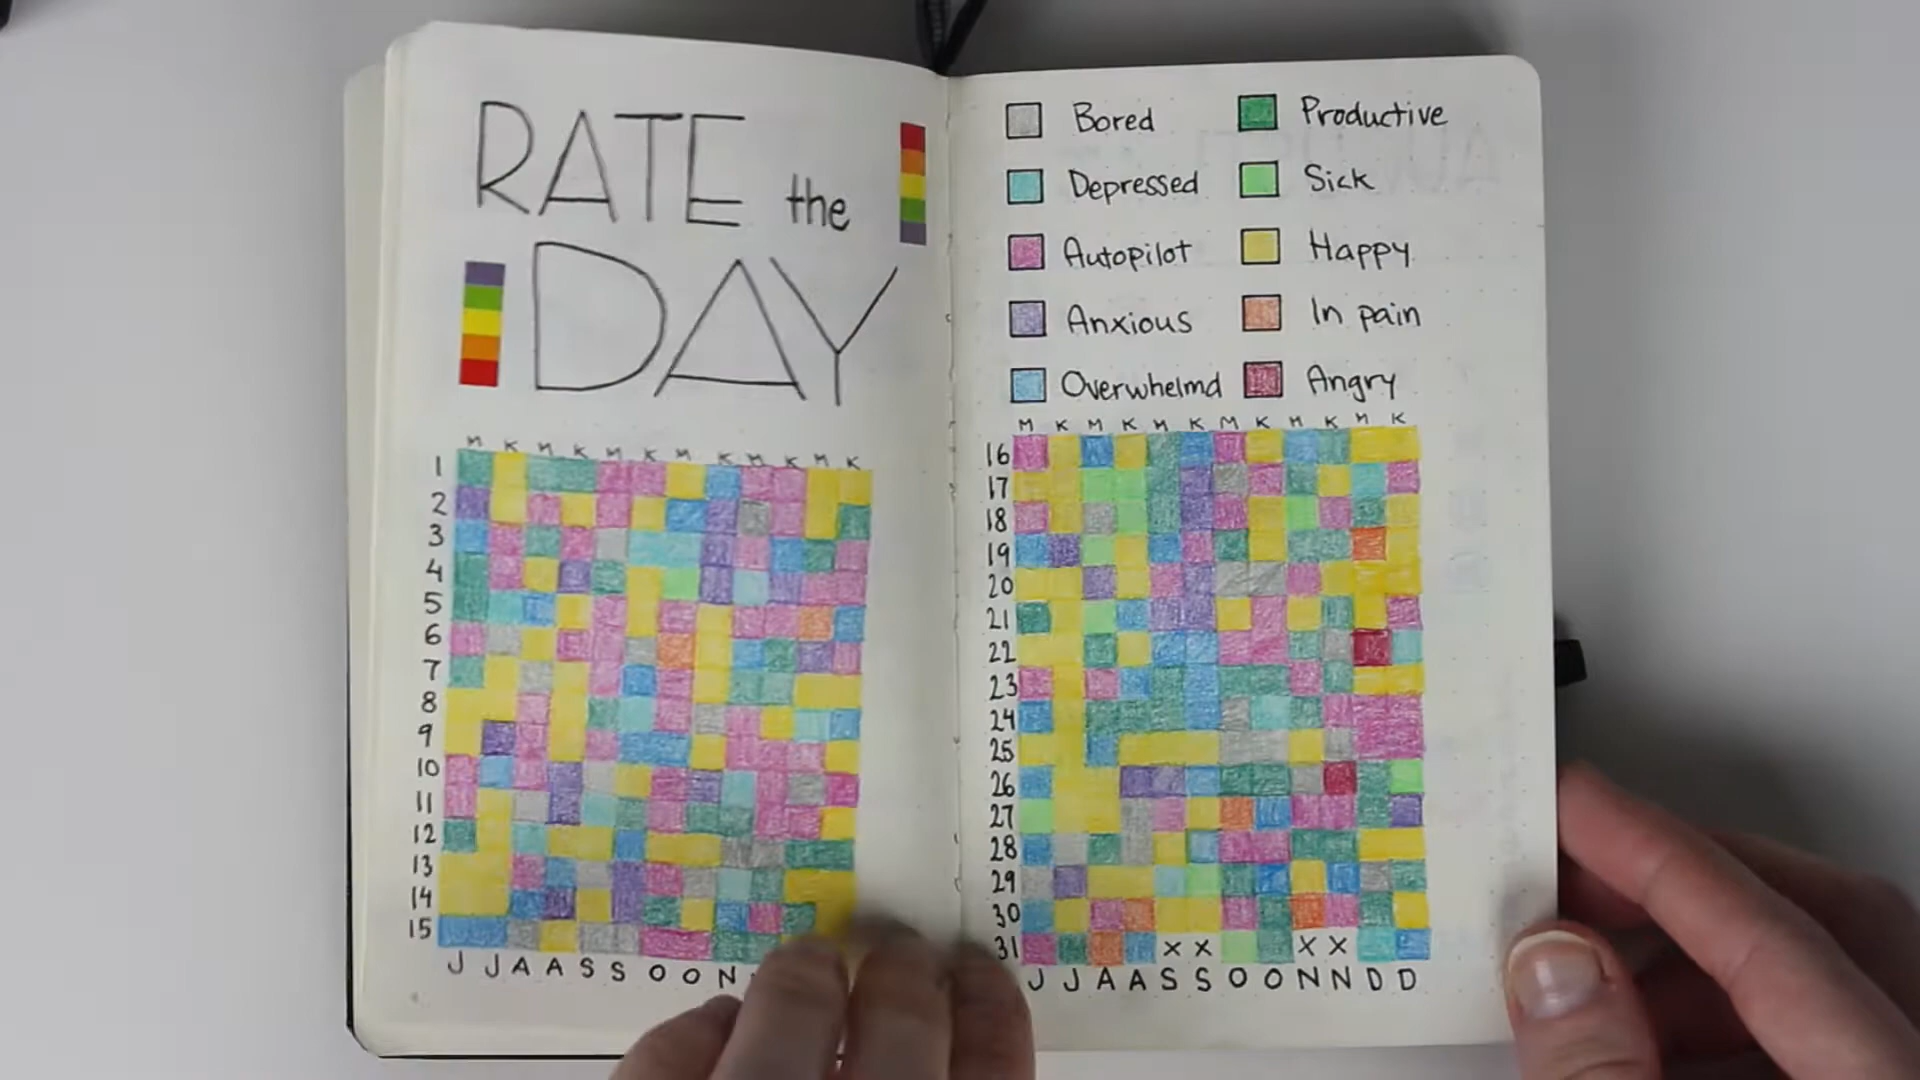 RATE the
DAY
M K M K M K M K M K M K
1
2
3
4
5
6
7
8
9
10
11
12
13
14
15
J J A A S S O O N
Bored Productive
Depressed Sick
Autopilot Happy
Anxious In pain
Overwhelmd Angry
M K M K M K M K M K M K
16
17
18
19
20
21
22
23
24
25
26
27
28
29
30
31 X X X X
J J A A S S O O N N D D